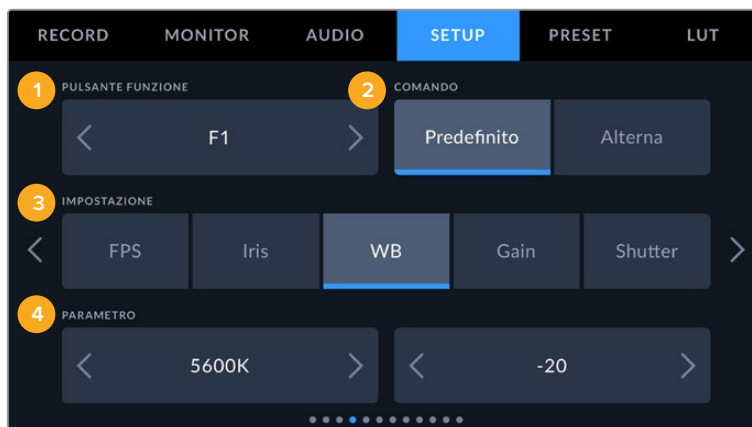 RECORD MONITOR AUDIO SETUP PRESET LUT
1 PULSANTE FUNZIONE 2 COMANDO
F1 Predefinito Alterna
3 IMPOSTAZIONE
FPS Iris WB Gain Shutter
4 PARAMETRO
5600K -20